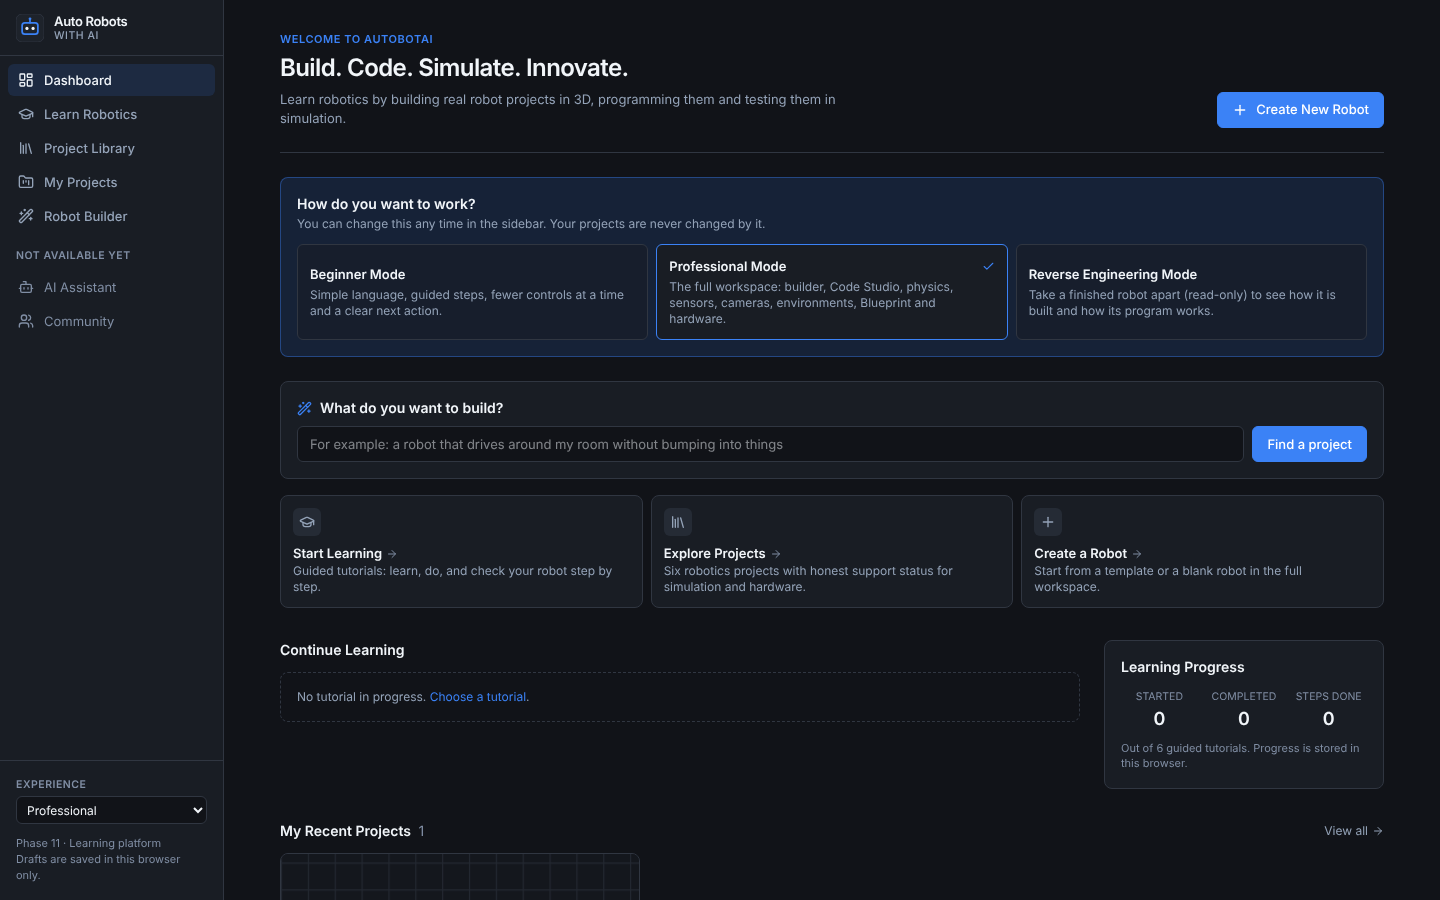 Auto Robots
WITH AI
Dashboard
Learn Robotics
Project Library
My Projects
Robot Builder
NOT AVAILABLE YET
AI Assistant
Community
EXPERIENCE
Professional
Phase 11 · Learning platform
Drafts are saved in this browser
only.
WELCOME TO AUTOBOTAI
Build. Code. Simulate. Innovate.
Learn robotics by building real robot projects in 3D, programming them and testing them in
simulation.
Create New Robot
How do you want to work?
You can change this any time in the sidebar. Your projects are never changed by it.
Beginner Mode
Simple language, guided steps, fewer controls at a time
and a clear next action.
Professional Mode
The full workspace: builder, Code Studio, physics,
sensors, cameras, environments, Blueprint and
hardware.
Reverse Engineering Mode
Take a finished robot apart (read-only) to see how it is
built and how its program works.
What do you want to build?
For example: a robot that drives around my room without bumping into things
Find a project
Start Learning
Guided tutorials: learn, do, and check your robot step by
step.
Explore Projects
Six robotics projects with honest support status for
simulation and hardware.
Create a Robot
Start from a template or a blank robot in the full
workspace.
Continue Learning
No tutorial in progress. Choose a tutorial.
Learning Progress
STARTED COMPLETED STEPS DONE
0 0 0
Out of 6 guided tutorials. Progress is stored in
this browser.
My Recent Projects 1
View all